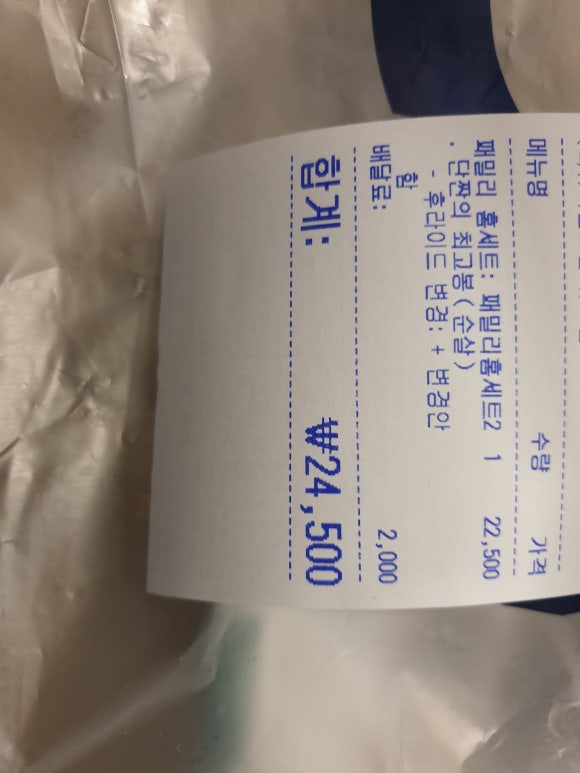 메뉴명 수량 가격
패밀리 홈세트: 패밀리홈세트2 1 22,500
. 단짠의 최고봉(순살)
- 후라이드 변경: + 변경안
함
배달료: 2,000
합계: ₩24,500